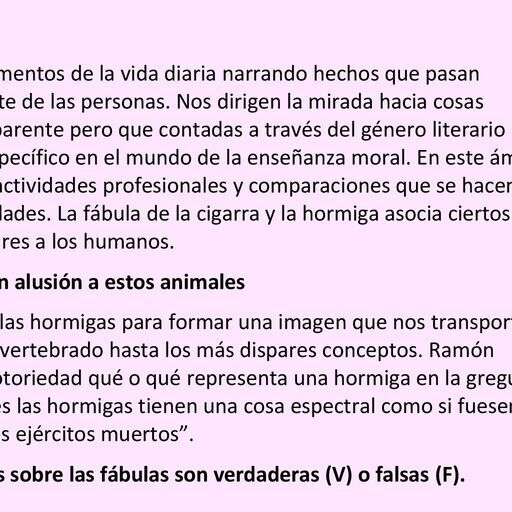 mentos de la vida diaria narrando hechos que pasan
te de las personas. Nos dirigen la mirada hacia cosas
parente pero que contadas a través del género literario
pecífico en el mundo de la enseñanza moral. En este ám
actividades profesionales y comparaciones que se hacen
dades. La fábula de la cigarra y la hormiga asocia ciertos
res a los humanos.
n alusión a estos animales
las hormigas para formar una imagen que nos transport
vertebrado hasta los más dispares conceptos. Ramón
otoriedad qué o qué representa una hormiga en la gregu
es las hormigas tienen una cosa espectral como si fuesen
s ejércitos muertos”.
s sobre las fábulas son verdaderas (V) o falsas (F).